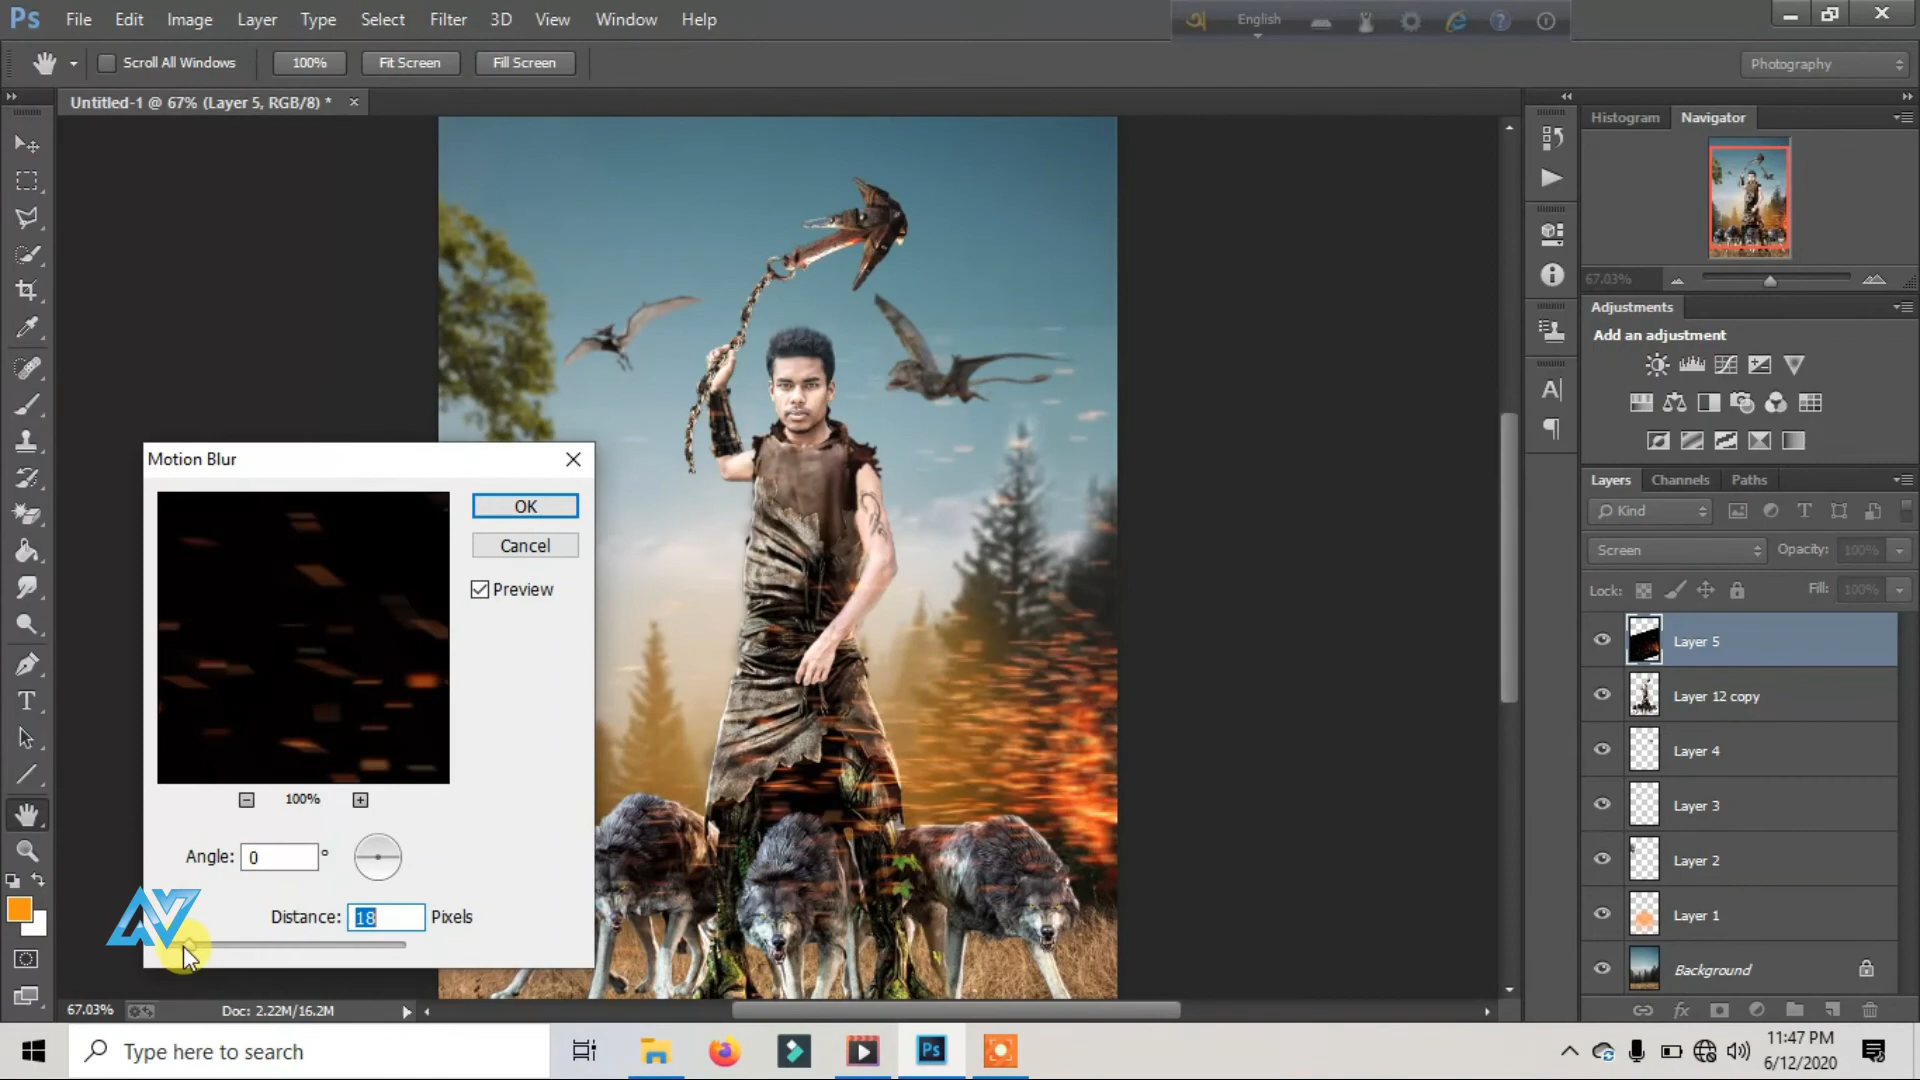 Ps File Edit Image Layer Type Select Filter 3D View Window Help
English
Scroll All Windows 100% Fit Screen Fill Screen Photography
Untitled-1 @ 67% (Layer 5, RGB/8) *
Histogram Navigator
67.03%
Adjustments
Add an adjustment
Layers Channels Paths
Kind
Screen Opacity: 100%
Lock: Fill: 100%
Layer 5
Layer 12 copy
Layer 4
Layer 3
Layer 2
Layer 1
Background
Motion Blur
OK
Cancel
Preview
100%
Angle: 0 °
Distance: 18 Pixels
67.03% Doc: 2.22M/16.2M
Type here to search
Ps
11:47 PM
6/12/2020